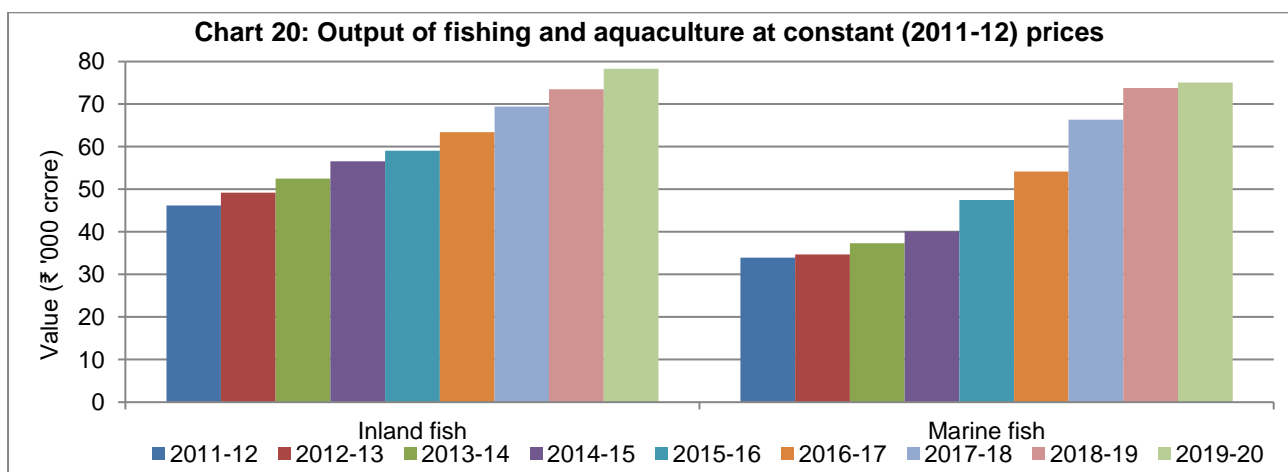 Chart 20: Output of fishing and aquaculture at constant (2011-12) prices
Value (₹ '000 crore)
80
70
60
50
40
30
20
10
0
Inland fish Marine fish
2011-12 2012-13 2013-14 2014-15 2015-16 2016-17 2017-18 2018-19 2019-20